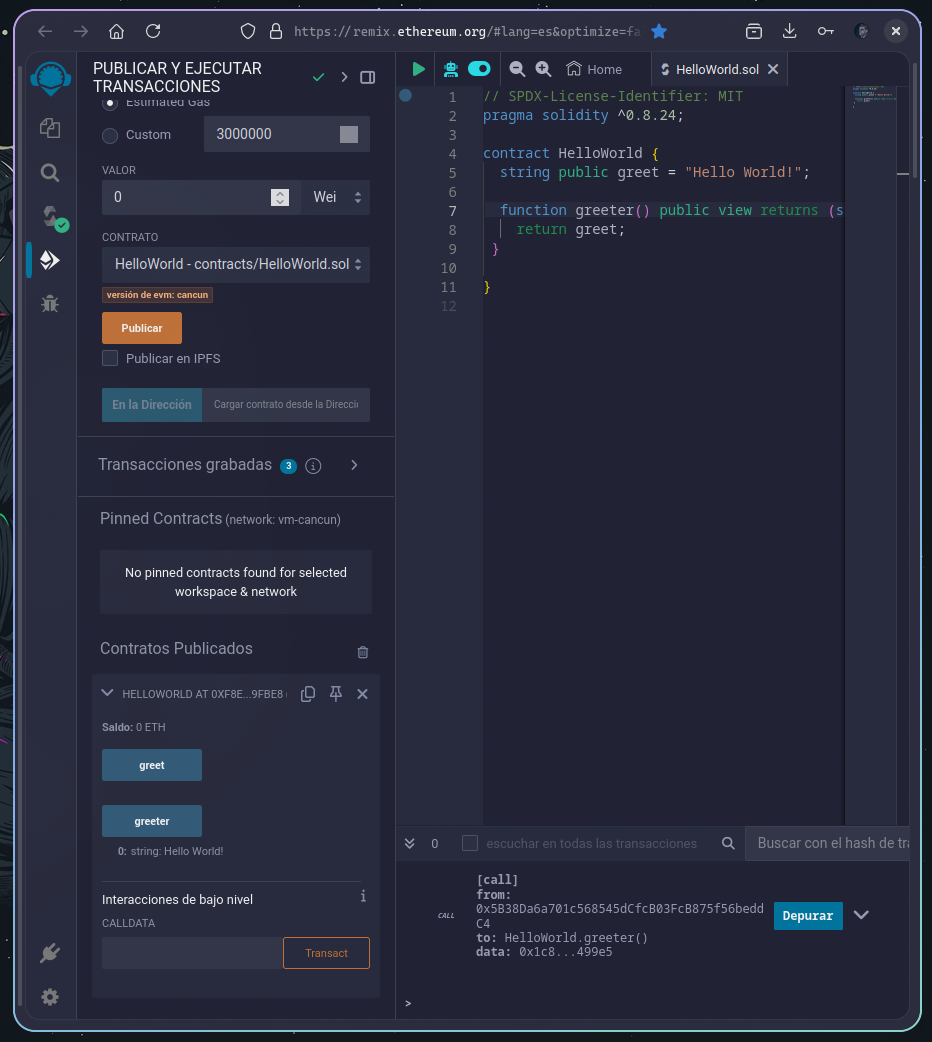 https://remix.ethereum.org/#lang=es&optimize=fa
PUBLICAR Y EJECUTAR
TRANSACCIONES
Estimated Gas
Custom
3000000
VALOR
0
Wei
CONTRATO
HelloWorld - contracts/HelloWorld.sol
versión de evm: cancun
Publicar
Publicar en IPFS
En la Dirección
Cargar contrato desde la Direcci
Transacciones grabadas 3
Pinned Contracts (network: vm-cancun)
No pinned contracts found for selected
workspace & network
Contratos Publicados
HELLOWORLD AT 0XF8E...9FBE8 (
Saldo: 0 ETH
greet
greeter
0: string: Hello World!
Interacciones de bajo nivel
i
CALLDATA
Transact
Home
HelloWorld.sol
1 // SPDX-License-Identifier: MIT
2 pragma solidity ^0.8.24;
3
4 contract HelloWorld {
5 string public greet = "Hello World!";
6
7 function greeter() public view returns (s
8 return greet;
9 }
10
11 }
12
0
escuchar en todas las transacciones
Buscar con el hash de tra
CALL
[call]
from:
0x5B38Da6a701c568545dCfcB03FcB875f56bedd
C4
to: HelloWorld.greeter()
data: 0x1c8...499e5
Depurar
>